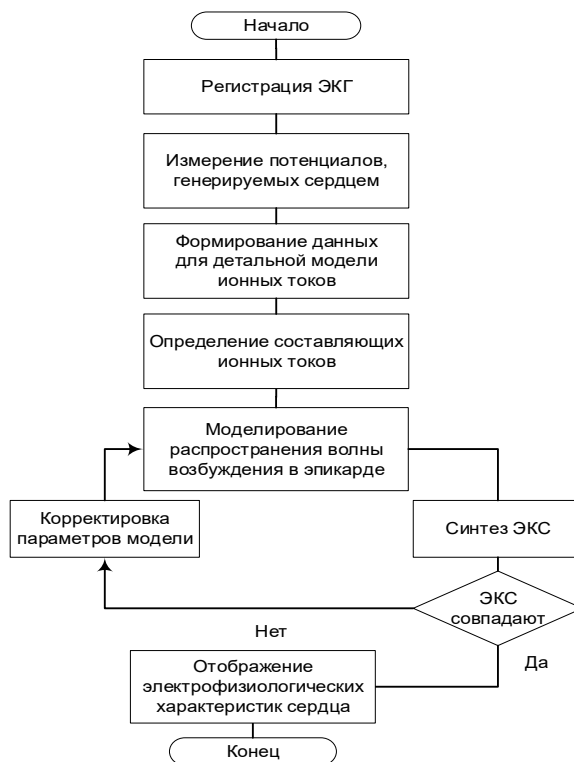 Начало
Регистрация ЭКГ
Измерение потенциалов,
генерируемых сердцем
Формирование данных
для детальной модели
ионных токов
Определение составляющих
ионных токов
Моделирование
распространения волны
возбуждения в эпикарде
Корректировка
параметров модели
Синтез ЭКС
ЭКС
совпадают
Нет
Да
Отображение
электрофизиологических
характеристик сердца
Конец